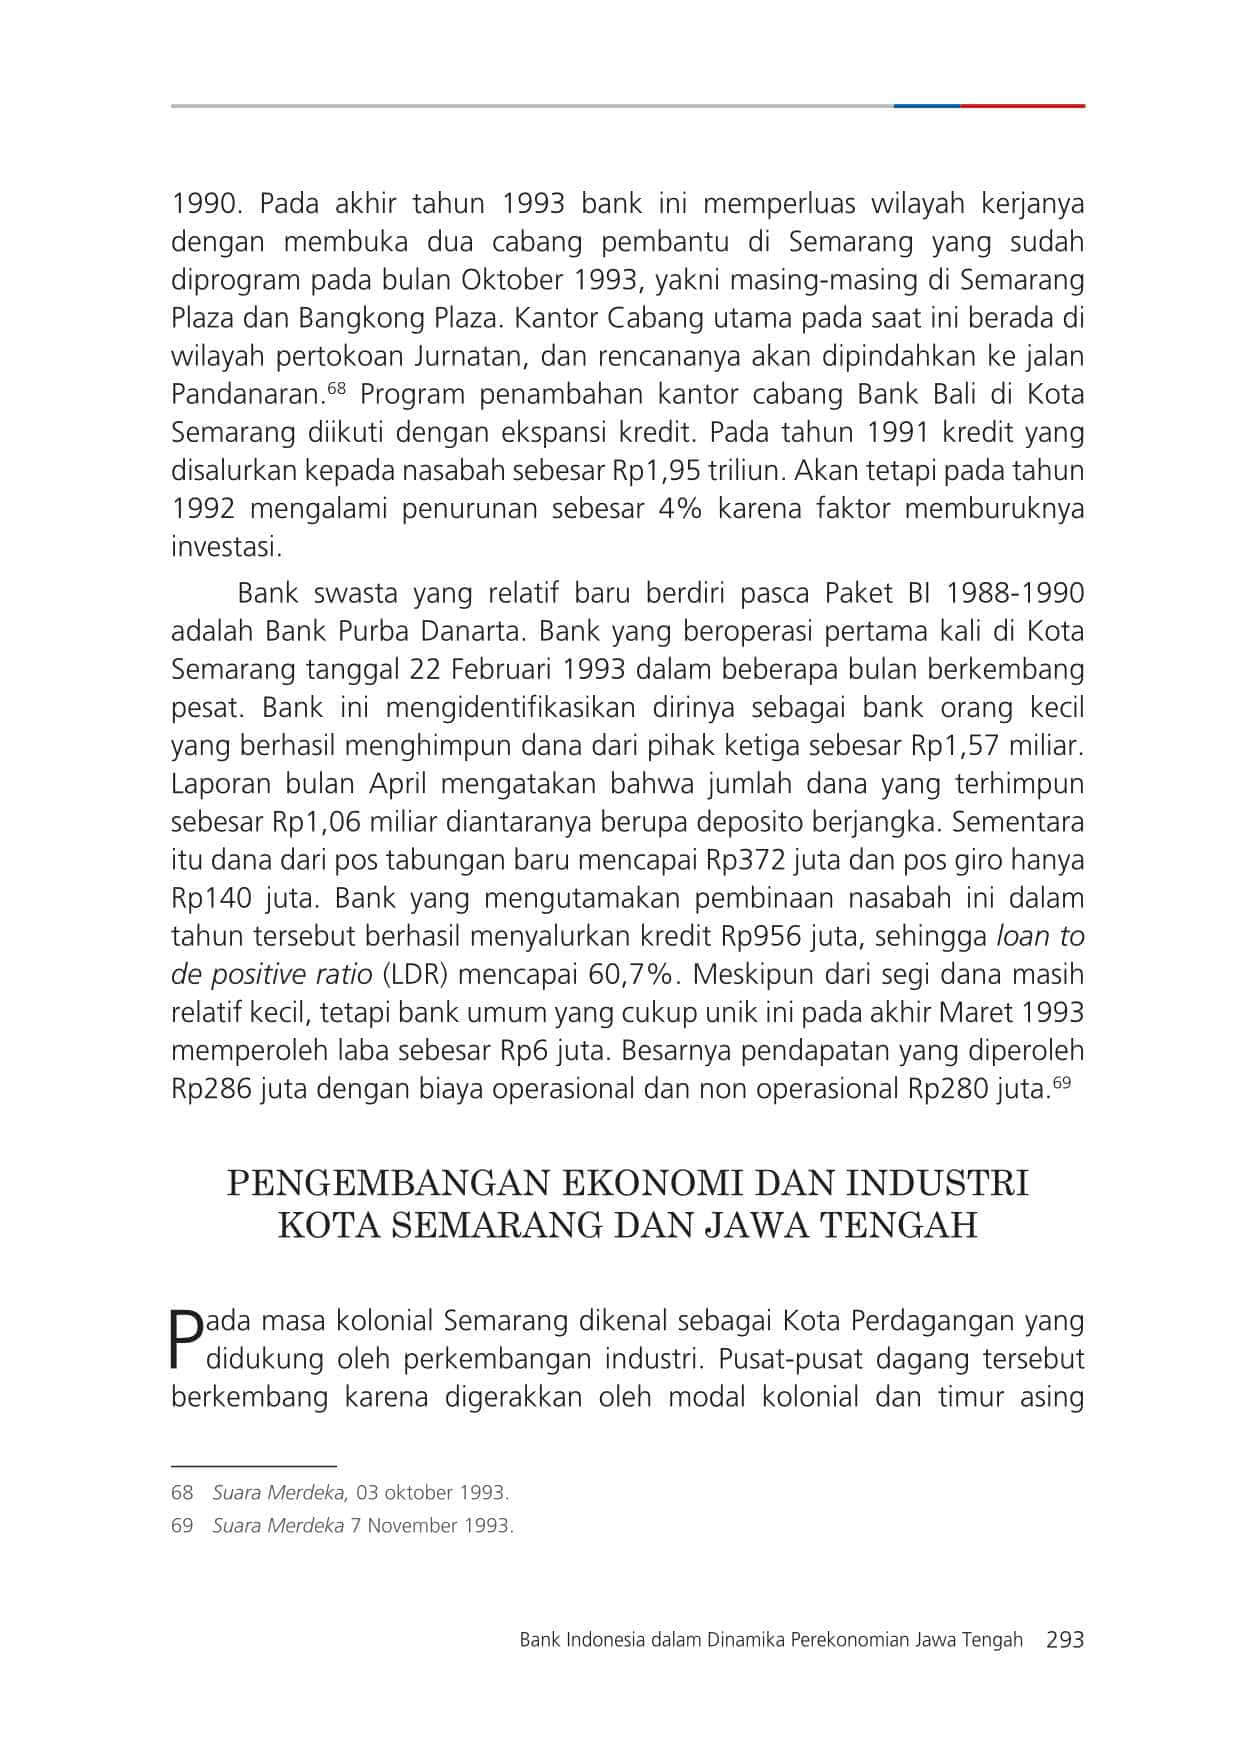 1990. Pada akhir tahun 1993 bank ini memperluas wilayah kerjanya
dengan membuka dua cabang pembantu di Semarang yang sudah
diprogram pada bulan Oktober 1993, yakni masing-masing di Semarang
Plaza dan Bangkong Plaza. Kantor Cabang utama pada saat ini berada di
wilayah pertokoan Jurnatan, dan rencananya akan dipindahkan ke jalan
Pandanaran.68 Program penambahan kantor cabang Bank Bali di Kota
Semarang diikuti dengan ekspansi kredit. Pada tahun 1991 kredit yang
disalurkan kepada nasabah sebesar Rp1,95 triliun. Akan tetapi pada tahun
1992 mengalami penurunan sebesar 4% karena faktor memburuknya
investasi.
Bank swasta yang relatif baru berdiri pasca Paket BI 1988-1990
adalah Bank Purba Danarta. Bank yang beroperasi pertama kali di Kota
Semarang tanggal 22 Februari 1993 dalam beberapa bulan berkembang
pesat. Bank ini mengidentifikasikan dirinya sebagai bank orang kecil
yang berhasil menghimpun dana dari pihak ketiga sebesar Rp1,57 miliar.
Laporan bulan April mengatakan bahwa jumlah dana yang terhimpun
sebesar Rp1,06 miliar diantaranya berupa deposito berjangka. Sementara
itu dana dari pos tabungan baru mencapai Rp372 juta dan pos giro hanya
Rp140 juta. Bank yang mengutamakan pembinaan nasabah ini dalam
tahun tersebut berhasil menyalurkan kredit Rp956 juta, sehingga loan to
de positive ratio (LDR) mencapai 60,7%. Meskipun dari segi dana masih
relatif kecil, tetapi bank umum yang cukup unik ini pada akhir Maret 1993
memperoleh laba sebesar Rp6 juta. Besarnya pendapatan yang diperoleh
Rp286 juta dengan biaya operasional dan non operasional Rp280 juta.69
PENGEMBANGAN EKONOMI DAN INDUSTRI
KOTA SEMARANG DAN JAWA TENGAH
Pada masa kolonial Semarang dikenal sebagai Kota Perdagangan yang
didukung oleh perkembangan industri. Pusat-pusat dagang tersebut
berkembang karena digerakkan oleh modal kolonial dan timur asing
68 Suara Merdeka, 03 oktober 1993.
69 Suara Merdeka 7 November 1993.
Bank Indonesia dalam Dinamika Perekonomian Jawa Tengah 293